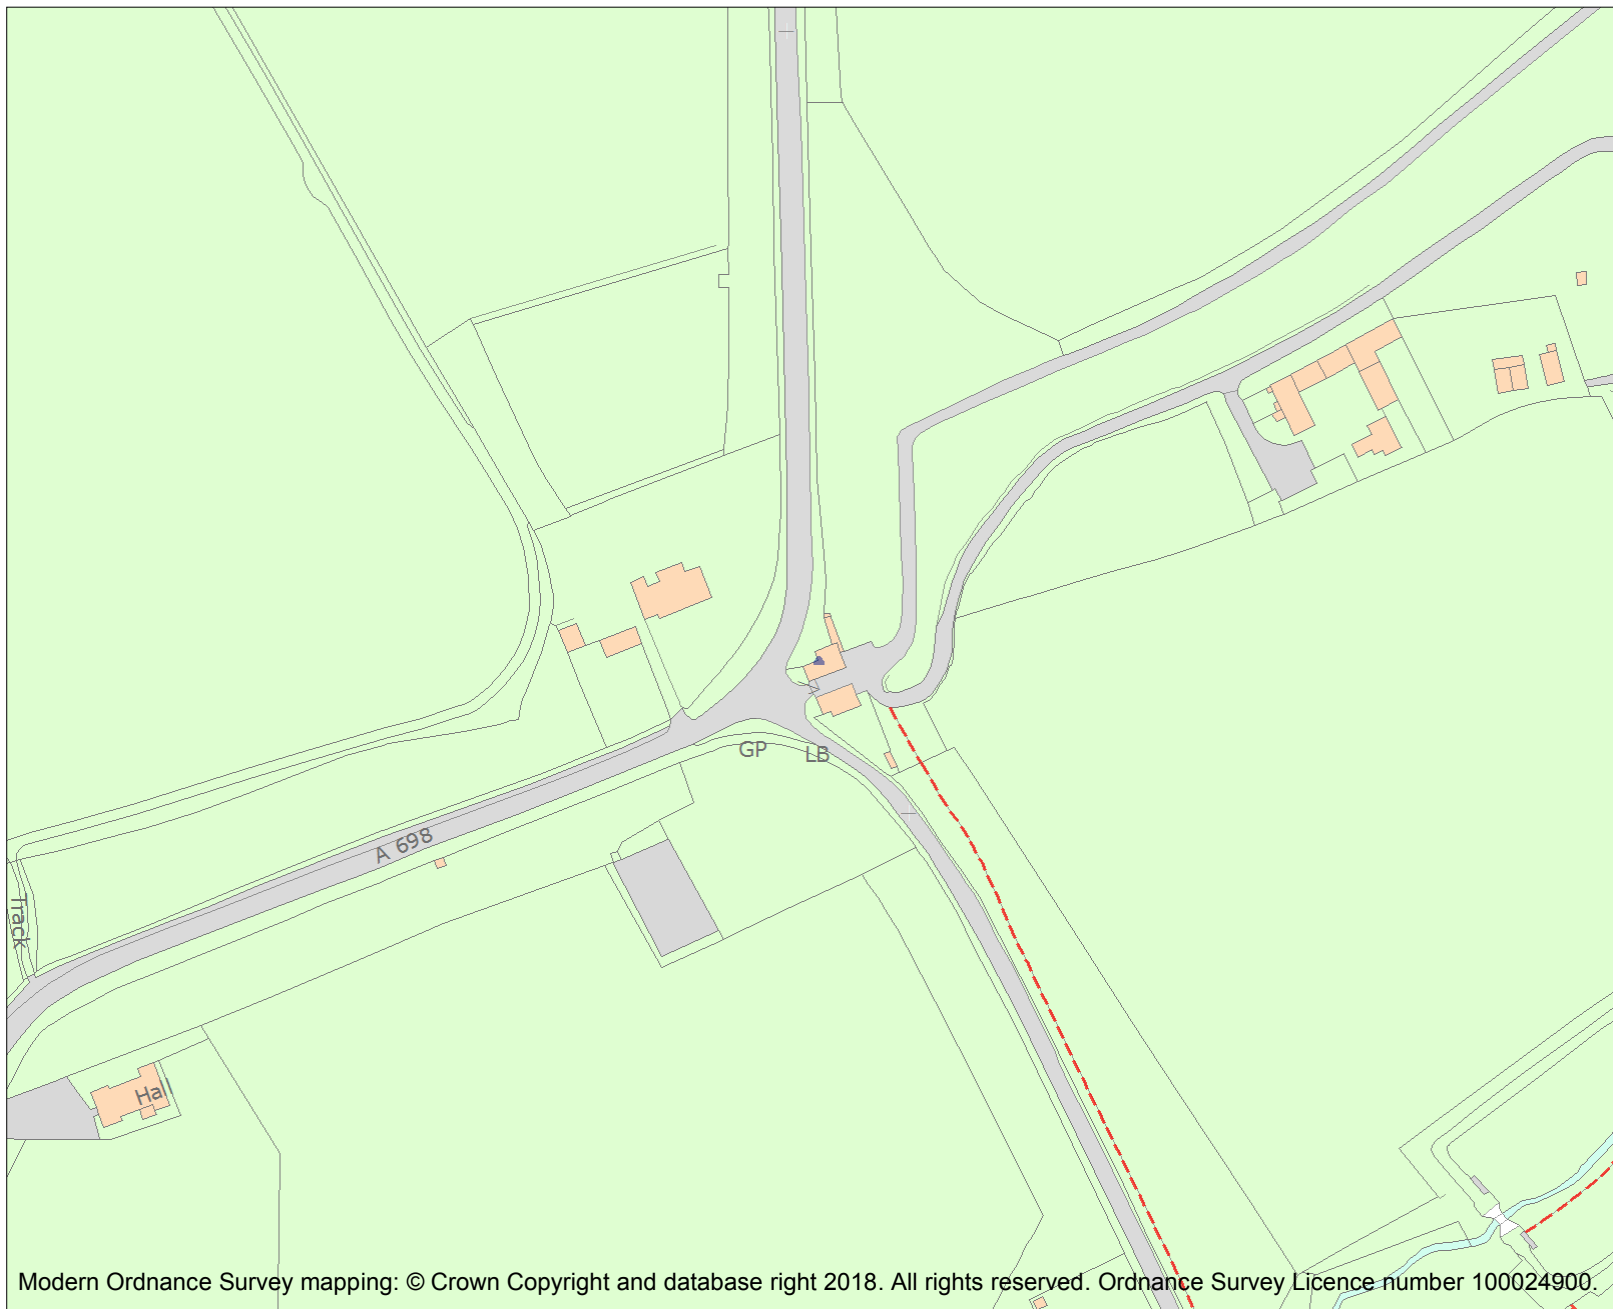 GP
LB
A 698
Track
Hall
Modern Ordnance Survey mapping: © Crown Copyright and database right 2018. All rights reserved. Ordnance Survey Licence number 100024900.